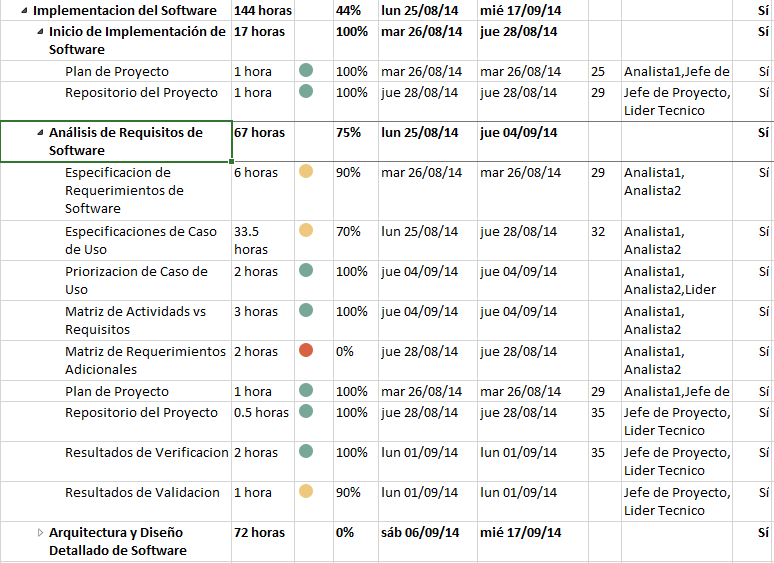 Implementacion del Software 144 horas 44% lun 25/08/14 mié 17/09/14 Sí
Inicio de Implementación de 17 horas 100% mar 26/08/14 jue 28/08/14 Sí
Software
Plan de Proyecto 1 hora 100% mar 26/08/14 mar 26/08/14 25 Analista1,Jefe de Sí
Repositorio del Proyecto 1 hora 100% jue 28/08/14 jue 28/08/14 29 Jefe de Proyecto, Sí
Lider Tecnico
Análisis de Requisitos de 67 horas 75% lun 25/08/14 jue 04/09/14 Sí
Software
Especificacion de 6 horas 90% mar 26/08/14 mar 26/08/14 29 Analista1, Sí
Requerimientos de Analista2
Software
Especificaciones de Caso 33.5 70% lun 25/08/14 jue 28/08/14 32 Analista1, Sí
de Uso horas Analista2
Priorizacion de Caso de 2 horas 100% jue 04/09/14 jue 04/09/14 Analista1, Sí
Uso Analista2,Lider
Matriz de Actividads vs 3 horas 100% jue 04/09/14 jue 04/09/14 Analista1, Sí
Requisitos Analista2
Matriz de Requerimientos 2 horas 0% jue 28/08/14 jue 28/08/14 Analista1, Sí
Adicionales Analista2
Plan de Proyecto 1 hora 100% mar 26/08/14 mar 26/08/14 29 Analista1,Jefe de Sí
Repositorio del Proyecto 0.5 horas 100% jue 28/08/14 jue 28/08/14 35 Jefe de Proyecto, Sí
Lider Tecnico
Resultados de Verificacion 2 horas 100% lun 01/09/14 lun 01/09/14 35 Jefe de Proyecto, Sí
Lider Tecnico
Resultados de Validacion 1 hora 90% lun 01/09/14 lun 01/09/14 Jefe de Proyecto, Sí
Lider Tecnico
Arquitectura y Diseño 72 horas 0% sáb 06/09/14 mié 17/09/14 Sí
Detallado de Software